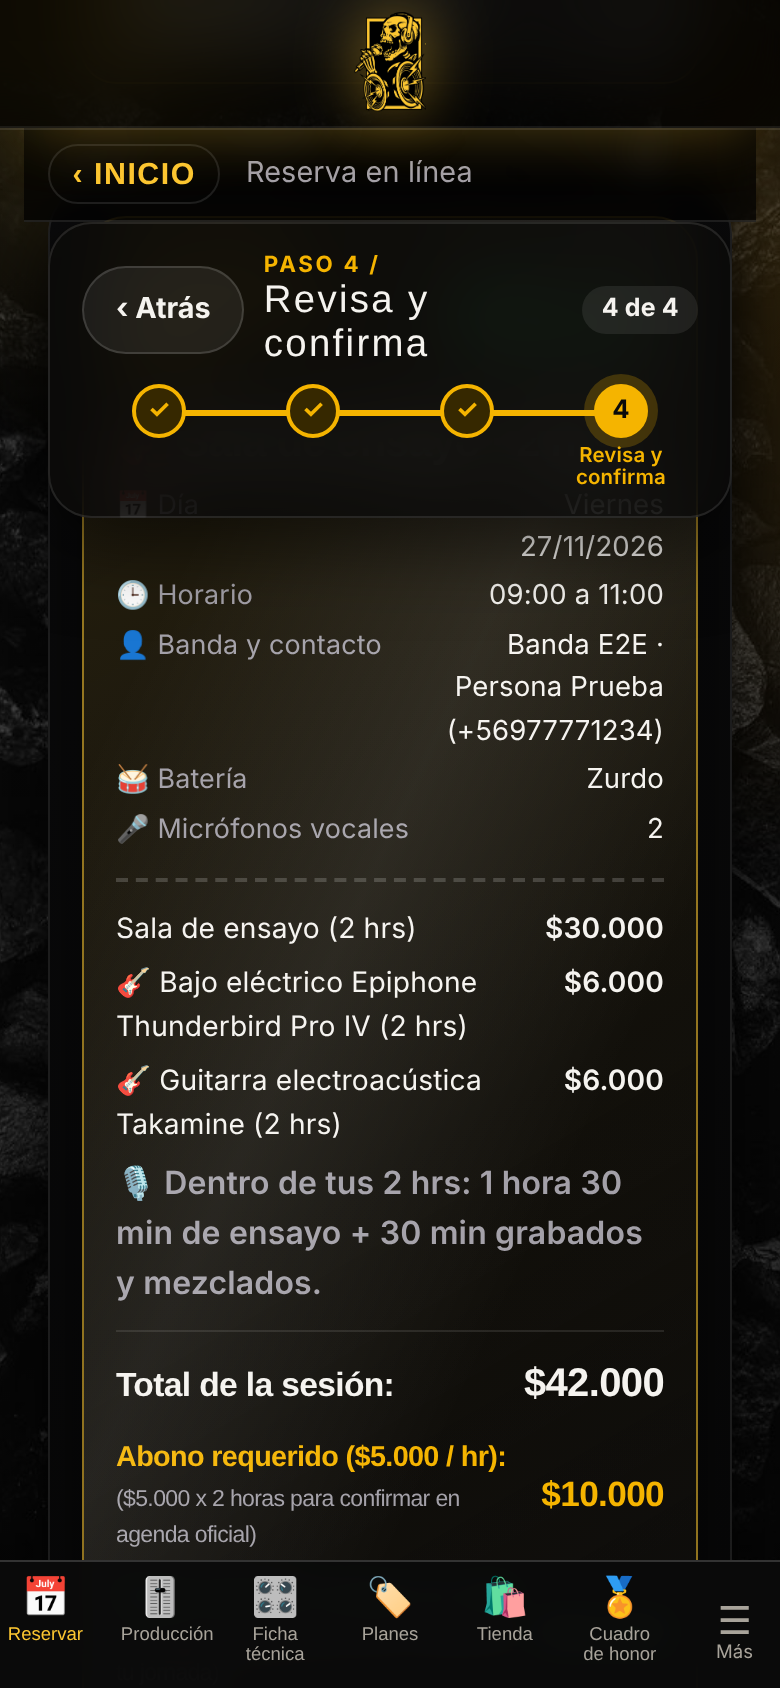 ‹ INICIO
Reserva en línea
‹ Atrás
PASO 4 /
Revisa y
confirma
4 de 4
4
Revisa y
confirma
Día
Viernes
27/11/2026
Horario
09:00 a 11:00
Banda y contacto
Banda E2E ·
Persona Prueba
(+56977771234)
Batería
Zurdo
Micrófonos vocales
2
Sala de ensayo (2 hrs)
$30.000
Bajo eléctrico Epiphone
$6.000
Thunderbird Pro IV (2 hrs)
Guitarra electroacústica
$6.000
Takamine (2 hrs)
Dentro de tus 2 hrs: 1 hora 30
min de ensayo + 30 min grabados
y mezclados.
Total de la sesión:
$42.000
Abono requerido ($5.000 / hr):
($5.000 x 2 horas para confirmar en
agenda oficial)
$10.000
July
17
Reservar
Producción
Ficha
técnica
Planes
Tienda
Cuadro
de honor
Más